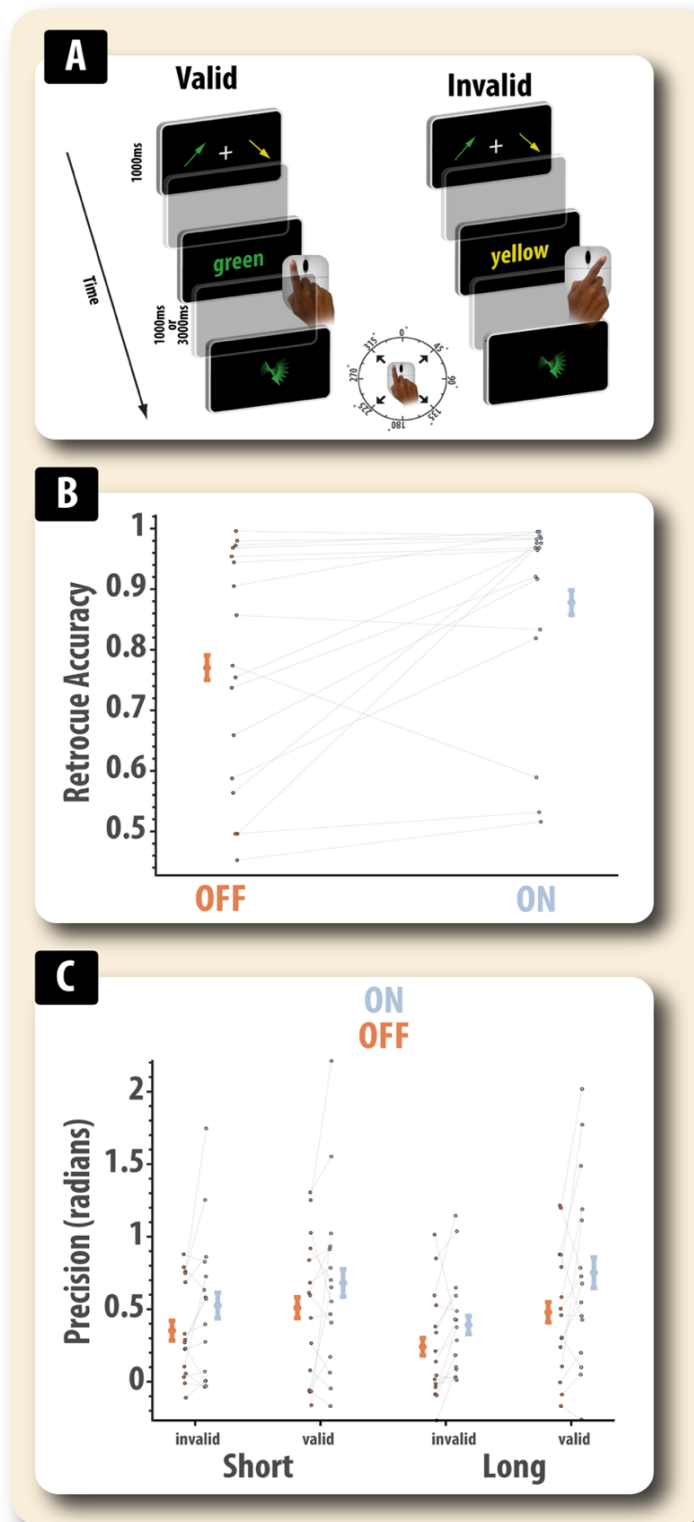 A
Valid
Invalid
1000ms
+
+
green
yellow
Time
1000ms
or
3000ms
0°
45°
90°
135°
180°
225°
270°
315°
B
Retrocue Accuracy
1
0.9
0.8
0.7
0.6
0.5
OFF
ON
C
ON
OFF
Precision (radians)
2
1.5
1
0.5
0
invalid
valid
invalid
valid
Short
Long